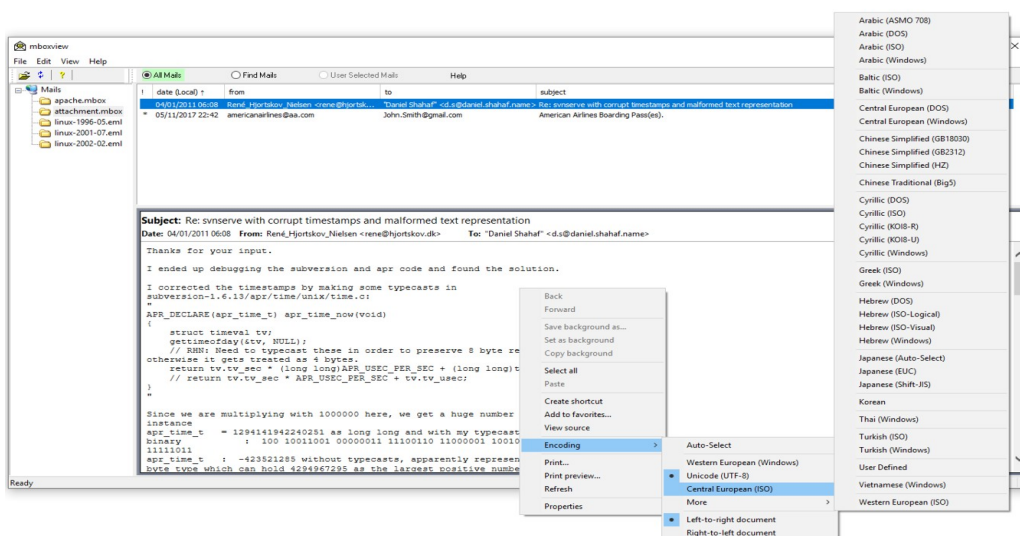 mboxview
File Edit View Help
All Mails Find Mails User Selected Mails Help
Mails
apache.mbox
attachment.mbox
linux-1996-05.eml
linux-2001-07.eml
linux-2002-02.eml
! date (Local) ↑ from to subject
04/01/2011 06:08 René_Hjortskov_Nielsen <rene@hjortsk... "Daniel Shahaf" <d.s@daniel.shahaf.name> Re: svnserve with corrupt timestamps and malformed text representation
* 05/11/2017 22:42 americanairlines@aa.com John.Smith@gmail.com American Airlines Boarding Pass(es).
Subject: Re: svnserve with corrupt timestamps and malformed text representation
Date: 04/01/2011 06:08 From: René_Hjortskov_Nielsen <rene@hjortskov.dk> To: "Daniel Shahaf" <d.s@daniel.shahaf.name>
Thanks for your input.
I ended up debugging the subversion and apr code and found the solution.
I corrected the timestamps by making some typecasts in
subversion-1.6.13/apr/time/unix/time.c:
"
APR_DECLARE(apr_time_t) apr_time_now(void)
{
struct timeval tv;
gettimeofday(&tv, NULL);
// RHN: Need to typecast these in order to preserve 8 byte re
otherwise it gets treated as 4 bytes.
return tv.tv_sec * (long long)APR_USEC_PER_SEC + (long long)t
// return tv.tv_sec * APR_USEC_PER_SEC + tv.tv_usec;
}
"
Since we are multiplying with 1000000 here, we get a huge number
instance
apr_time_t = 1294141942240251 as long long and with my typecast
binary : 100 10011001 00000011 11100110 11000001 10010
11111011
apr_time_t : -423521285 without typecasts, apparently represen
byte type which can hold 4294967295 as the largest positive numbe
Ready
Back
Forward
Save background as...
Set as background
Copy background
Select all
Paste
Create shortcut
Add to favorites...
View source
Encoding
Print...
Print preview...
Refresh
Properties
Auto-Select
Western European (Windows)
Unicode (UTF-8)
Central European (ISO)
More
Left-to-right document
Right-to-left document
Arabic (ASMO 708)
Arabic (DOS)
Arabic (ISO)
Arabic (Windows)
Baltic (ISO)
Baltic (Windows)
Central European (DOS)
Central European (Windows)
Chinese Simplified (GB18030)
Chinese Simplified (GB2312)
Chinese Simplified (HZ)
Chinese Traditional (Big5)
Cyrillic (DOS)
Cyrillic (ISO)
Cyrillic (KOI8-R)
Cyrillic (KOI8-U)
Cyrillic (Windows)
Greek (ISO)
Greek (Windows)
Hebrew (DOS)
Hebrew (ISO-Logical)
Hebrew (ISO-Visual)
Hebrew (Windows)
Japanese (Auto-Select)
Japanese (EUC)
Japanese (Shift-JIS)
Korean
Thai (Windows)
Turkish (ISO)
Turkish (Windows)
User Defined
Vietnamese (Windows)
Western European (ISO)